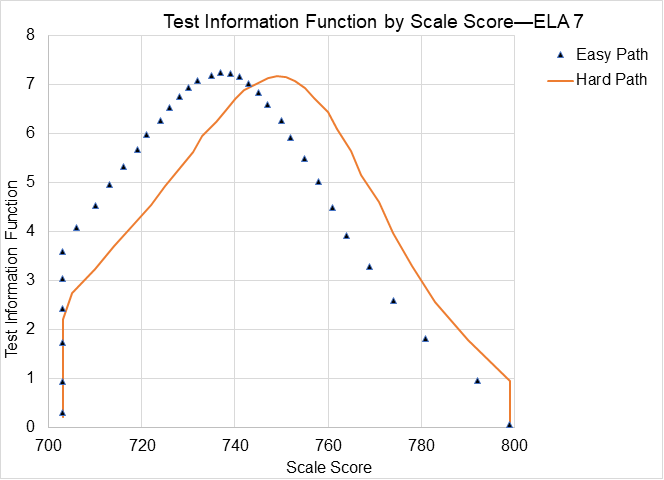 Test Information Function by Scale Score—ELA 7
Easy Path
Hard Path
Test Information Function
8
7
6
5
4
3
2
1
0
700 720 740 760 780 800
Scale Score